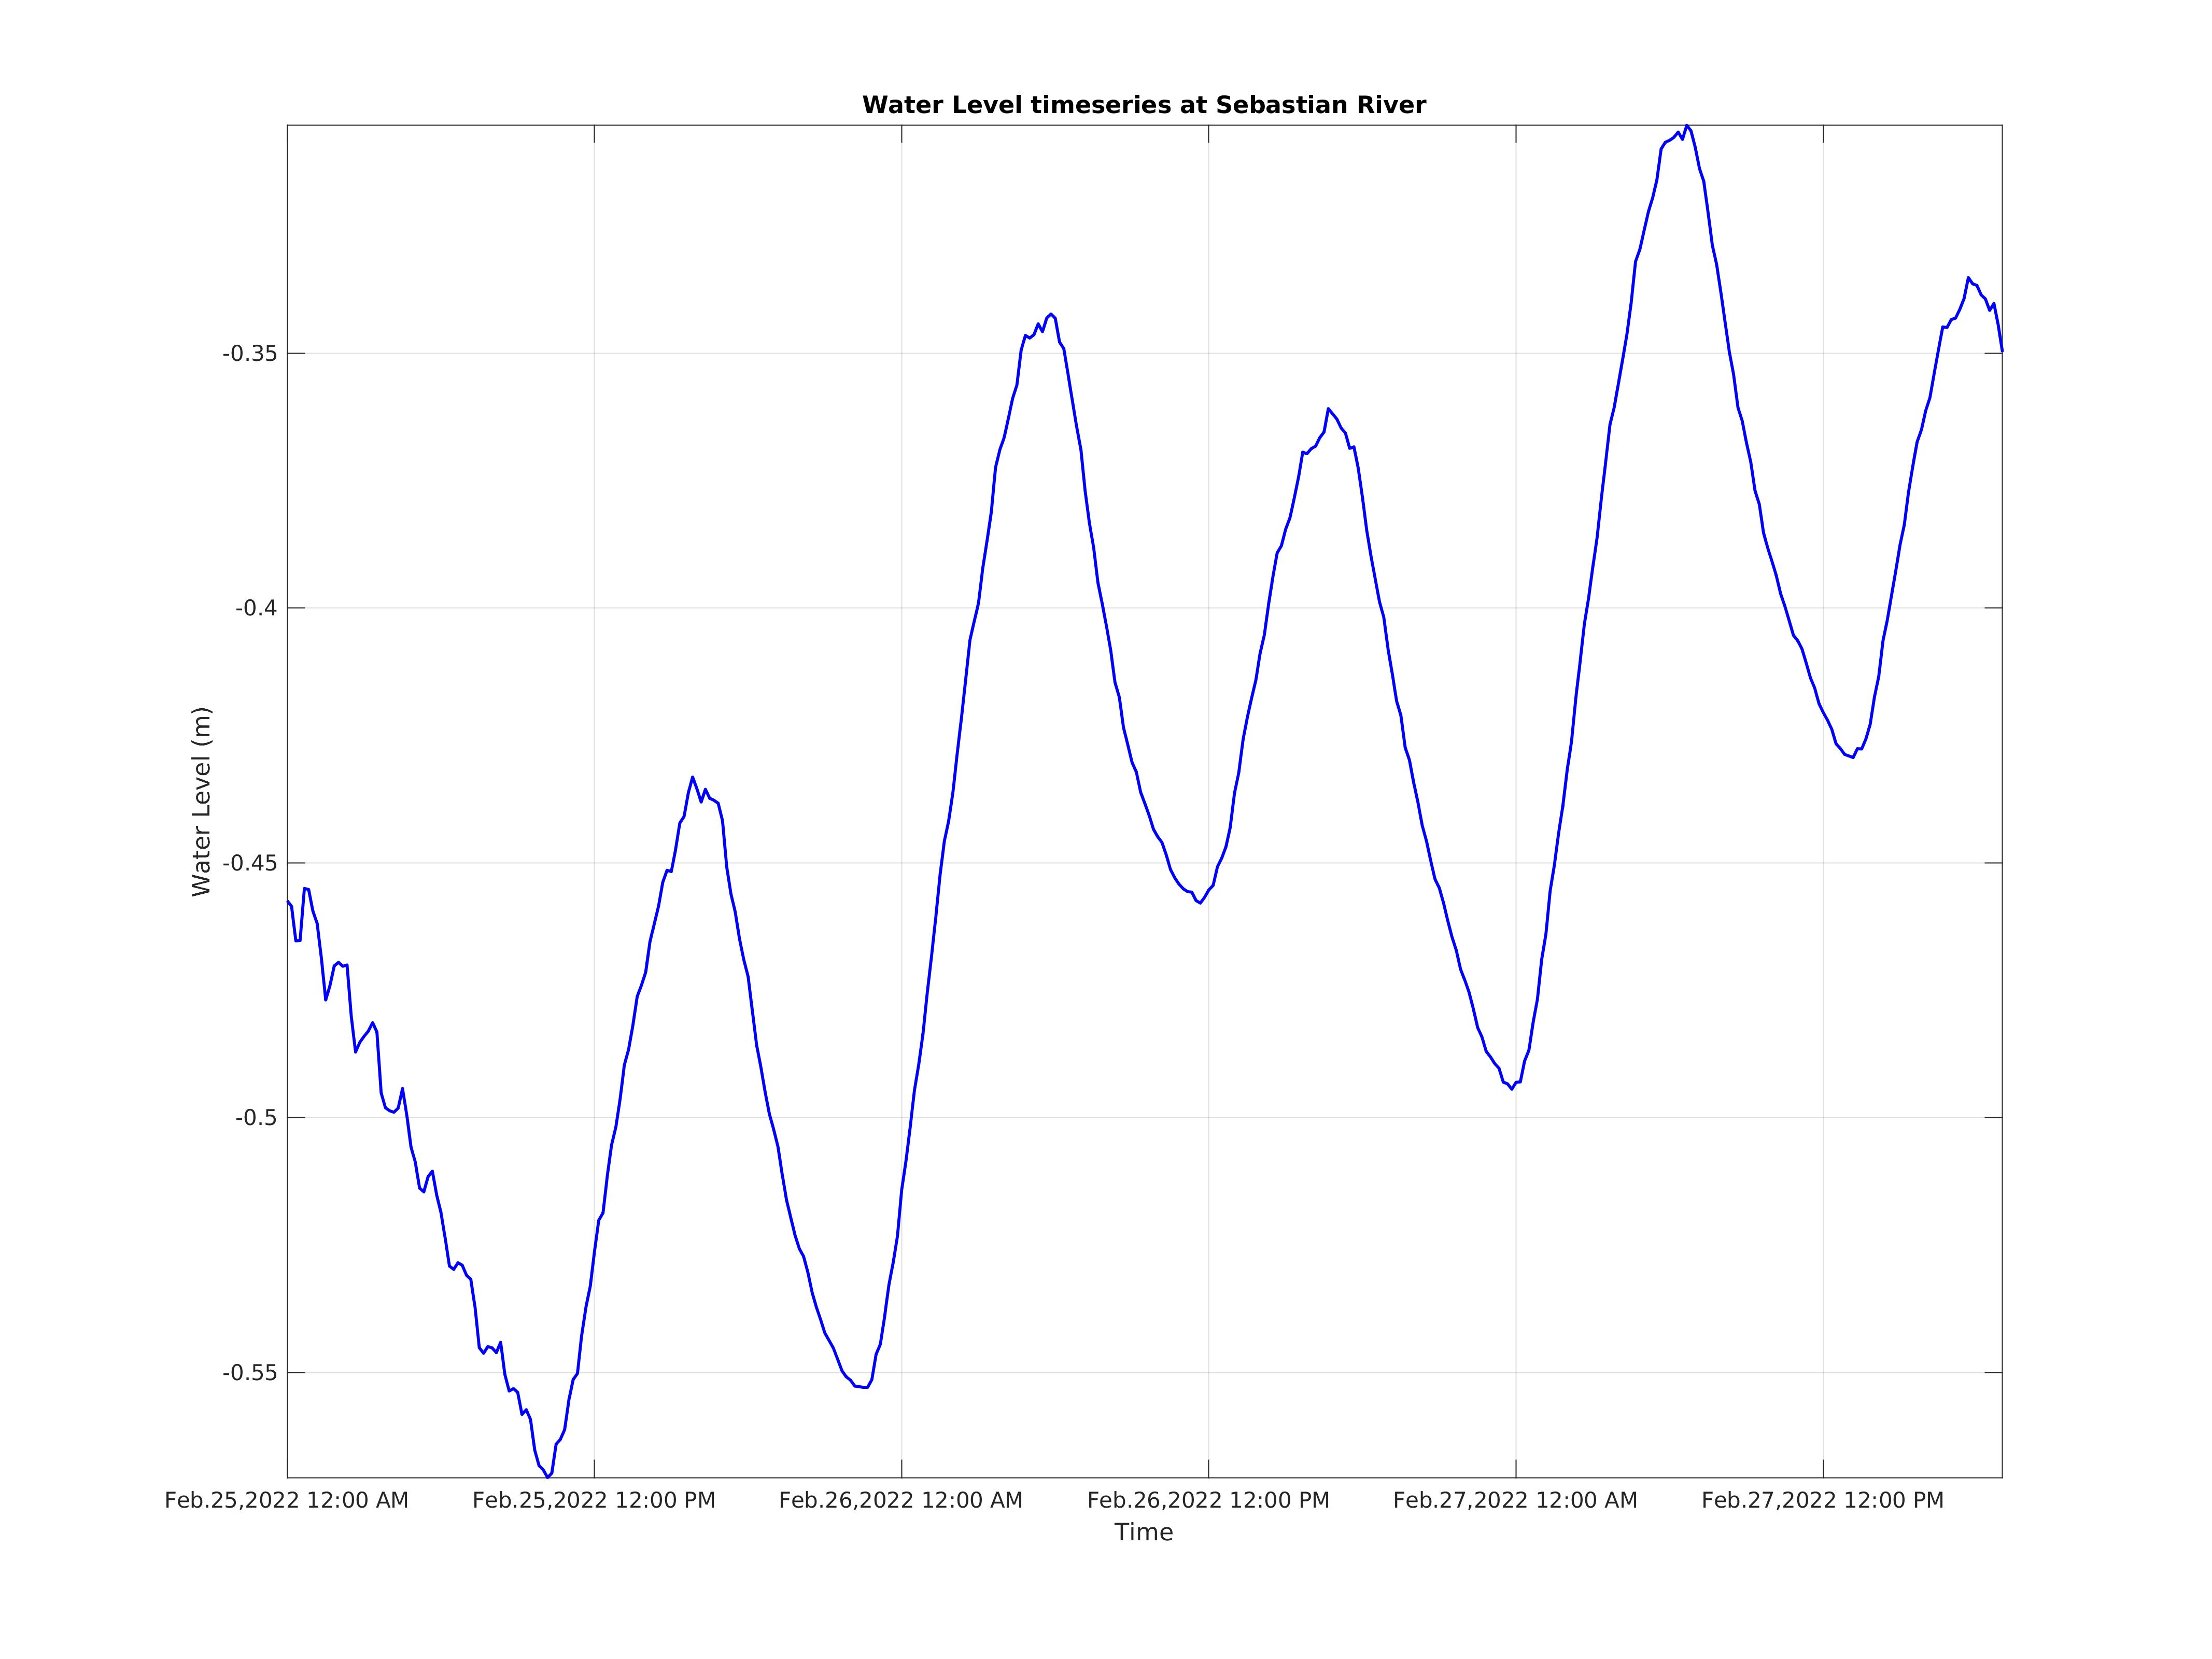 Water Level timeseries at Sebastian River
-0.35
-0.4
-0.45
-0.5
-0.55
Water Level (m)
Feb.25,2022 12:00 AM
Feb.25,2022 12:00 PM
Feb.26,2022 12:00 AM
Feb.26,2022 12:00 PM
Feb.27,2022 12:00 AM
Feb.27,2022 12:00 PM
Time